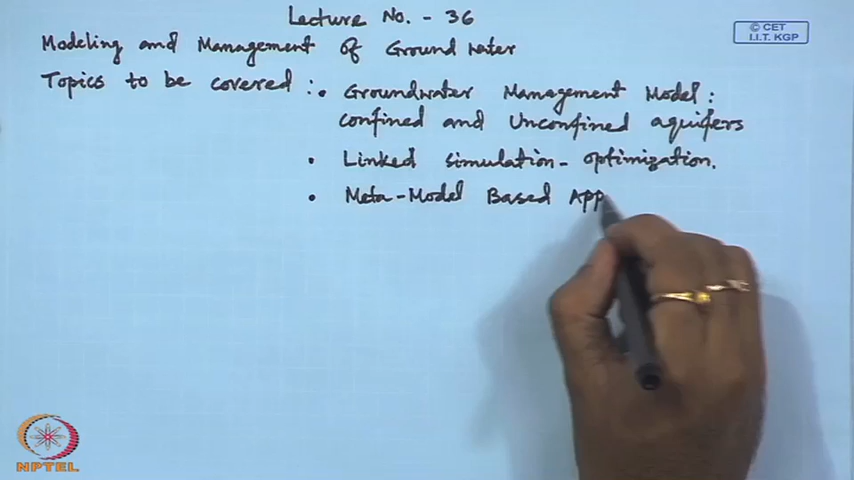 Lecture No. - 36
© CET
I.I.T. KGP
Modeling and Management of Ground water
Topics to be covered : • Groundwater Management Model :
confined and Unconfined aquifers
• Linked simulation - optimization.
• Meta-Model Based App
NPTEL